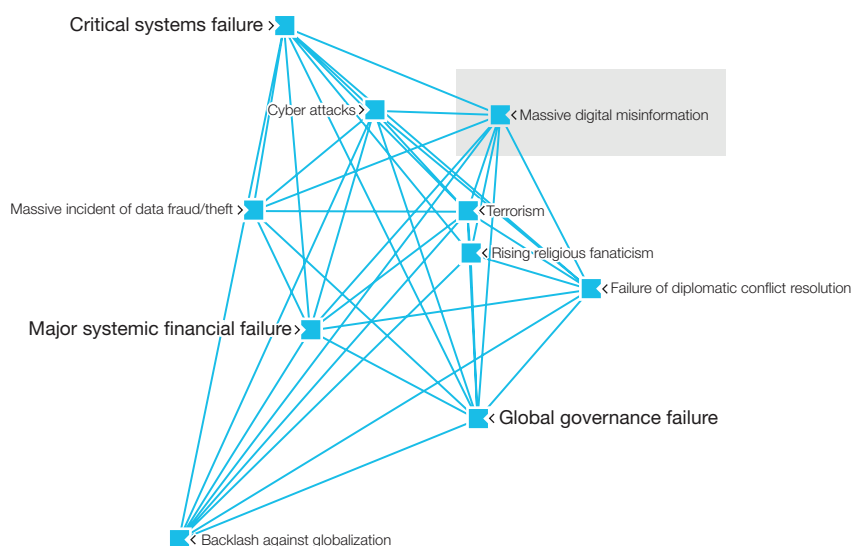 Critical systems failure
Cyber attacks
Massive digital misinformation
Massive incident of data fraud/theft
Terrorism
Rising religious fanaticism
Failure of diplomatic conflict resolution
Major systemic financial failure
Global governance failure
Backlash against globalization